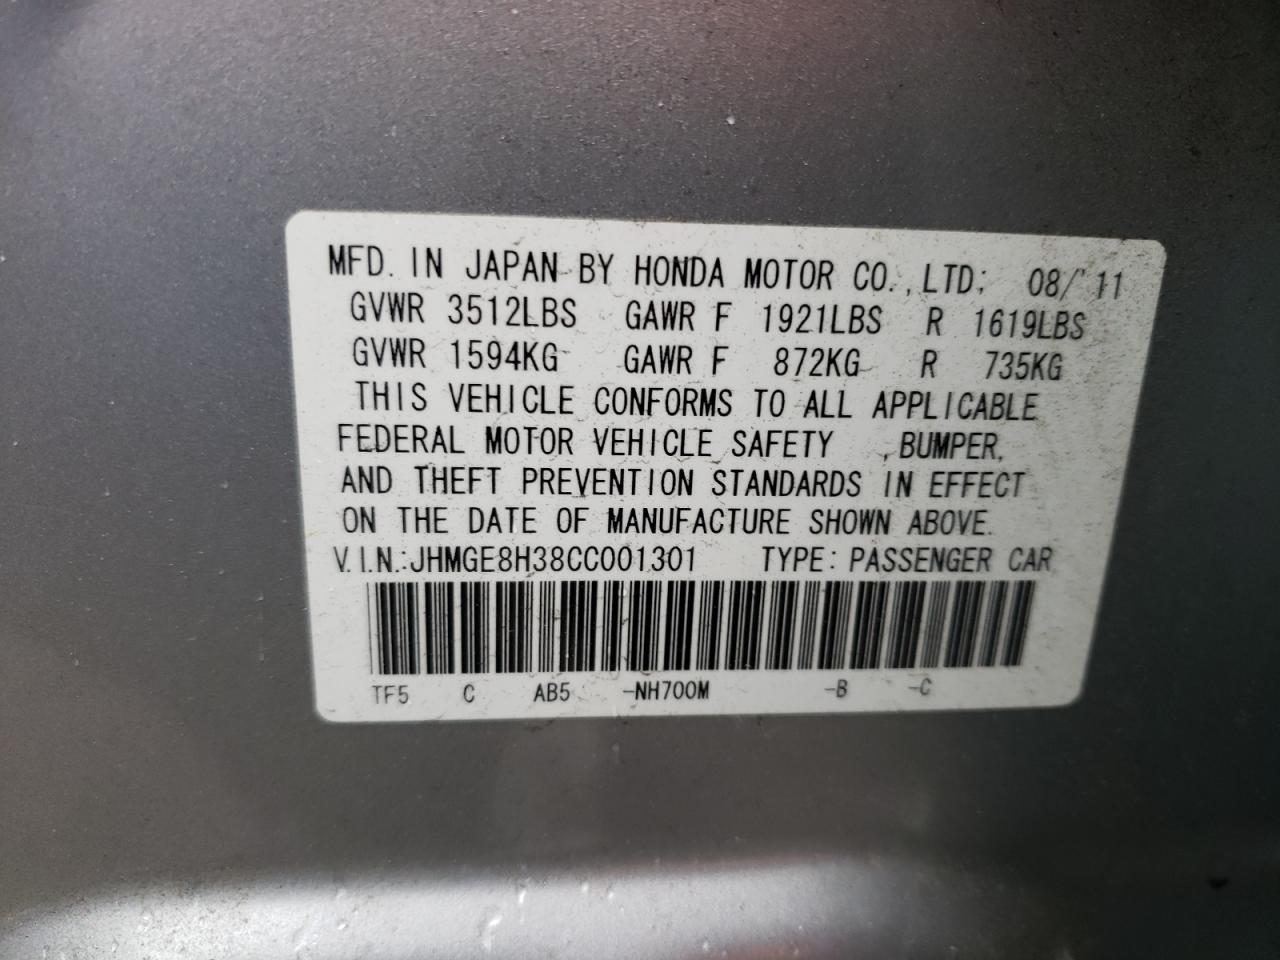 MFD. IN JAPAN BY HONDA MOTOR CO., LTD; 08/'11
GVWR 3512LBS GAWR F 1921LBS R 1619LBS
GVWR 1594KG GAWR F 872KG R 735KG
THIS VEHICLE CONFORMS TO ALL APPLICABLE
FEDERAL MOTOR VEHICLE SAFETY , BUMPER,
AND THEFT PREVENTION STANDARDS IN EFFECT
ON THE DATE OF MANUFACTURE SHOWN ABOVE.
V.I.N.:JHMGE8H38CC001301 TYPE: PASSENGER CAR
TF5 C AB5 -NH700M -B -C